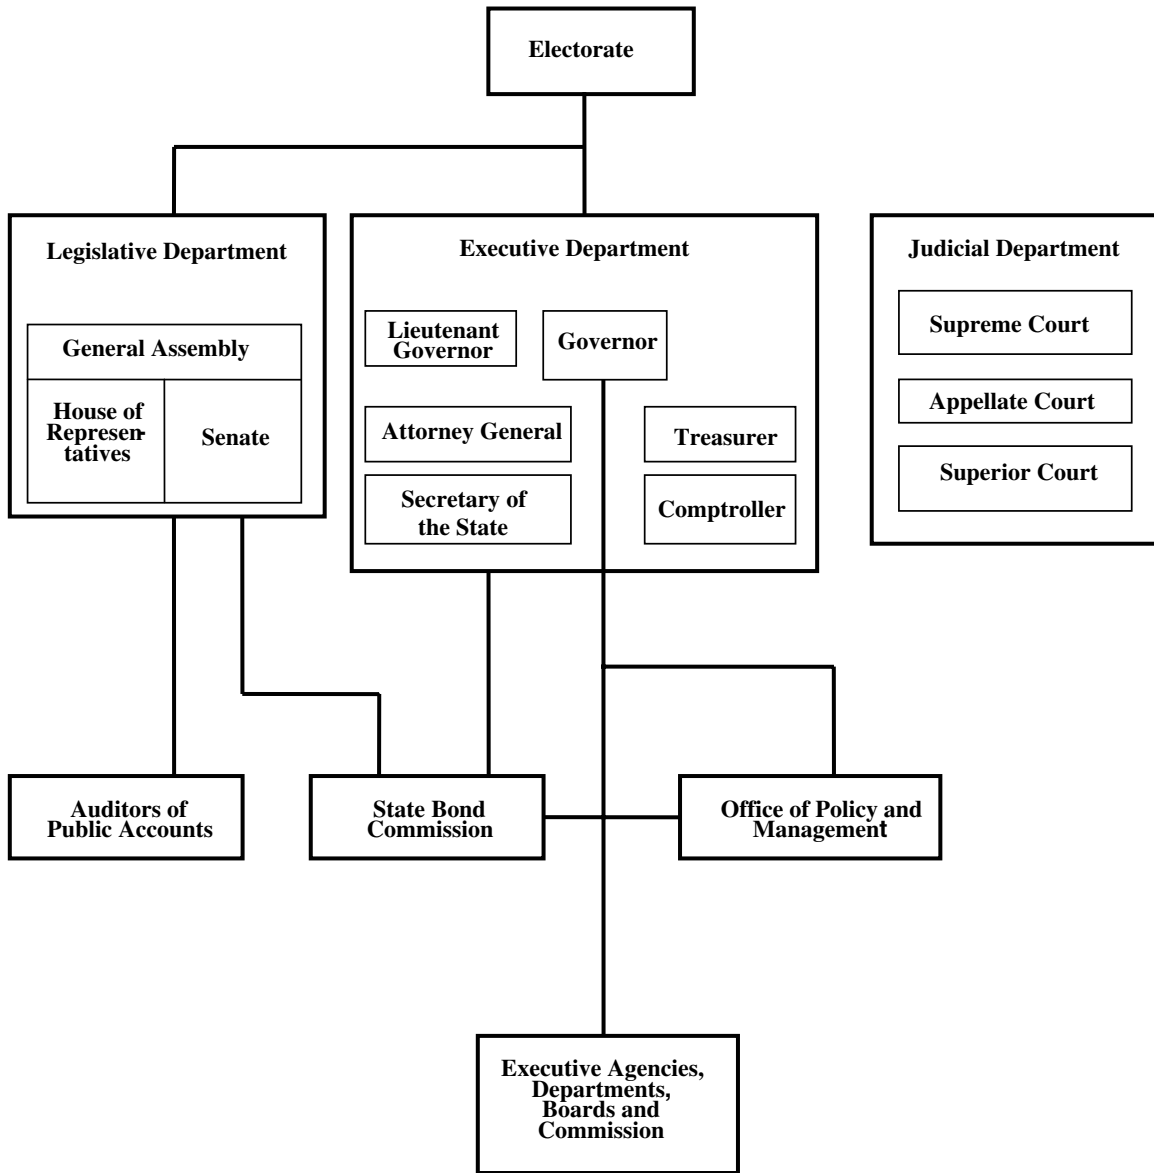 Electorate
Legislative Department
General Assembly
House of
Represen-
tatives
Senate
Executive Department
Lieutenant
Governor
Governor
Attorney General
Treasurer
Secretary of
the State
Comptroller
Judicial Department
Supreme Court
Appellate Court
Superior Court
Auditors of
Public Accounts
State Bond
Commission
Office of Policy and
Management
Executive Agencies,
Departments,
Boards and
Commission